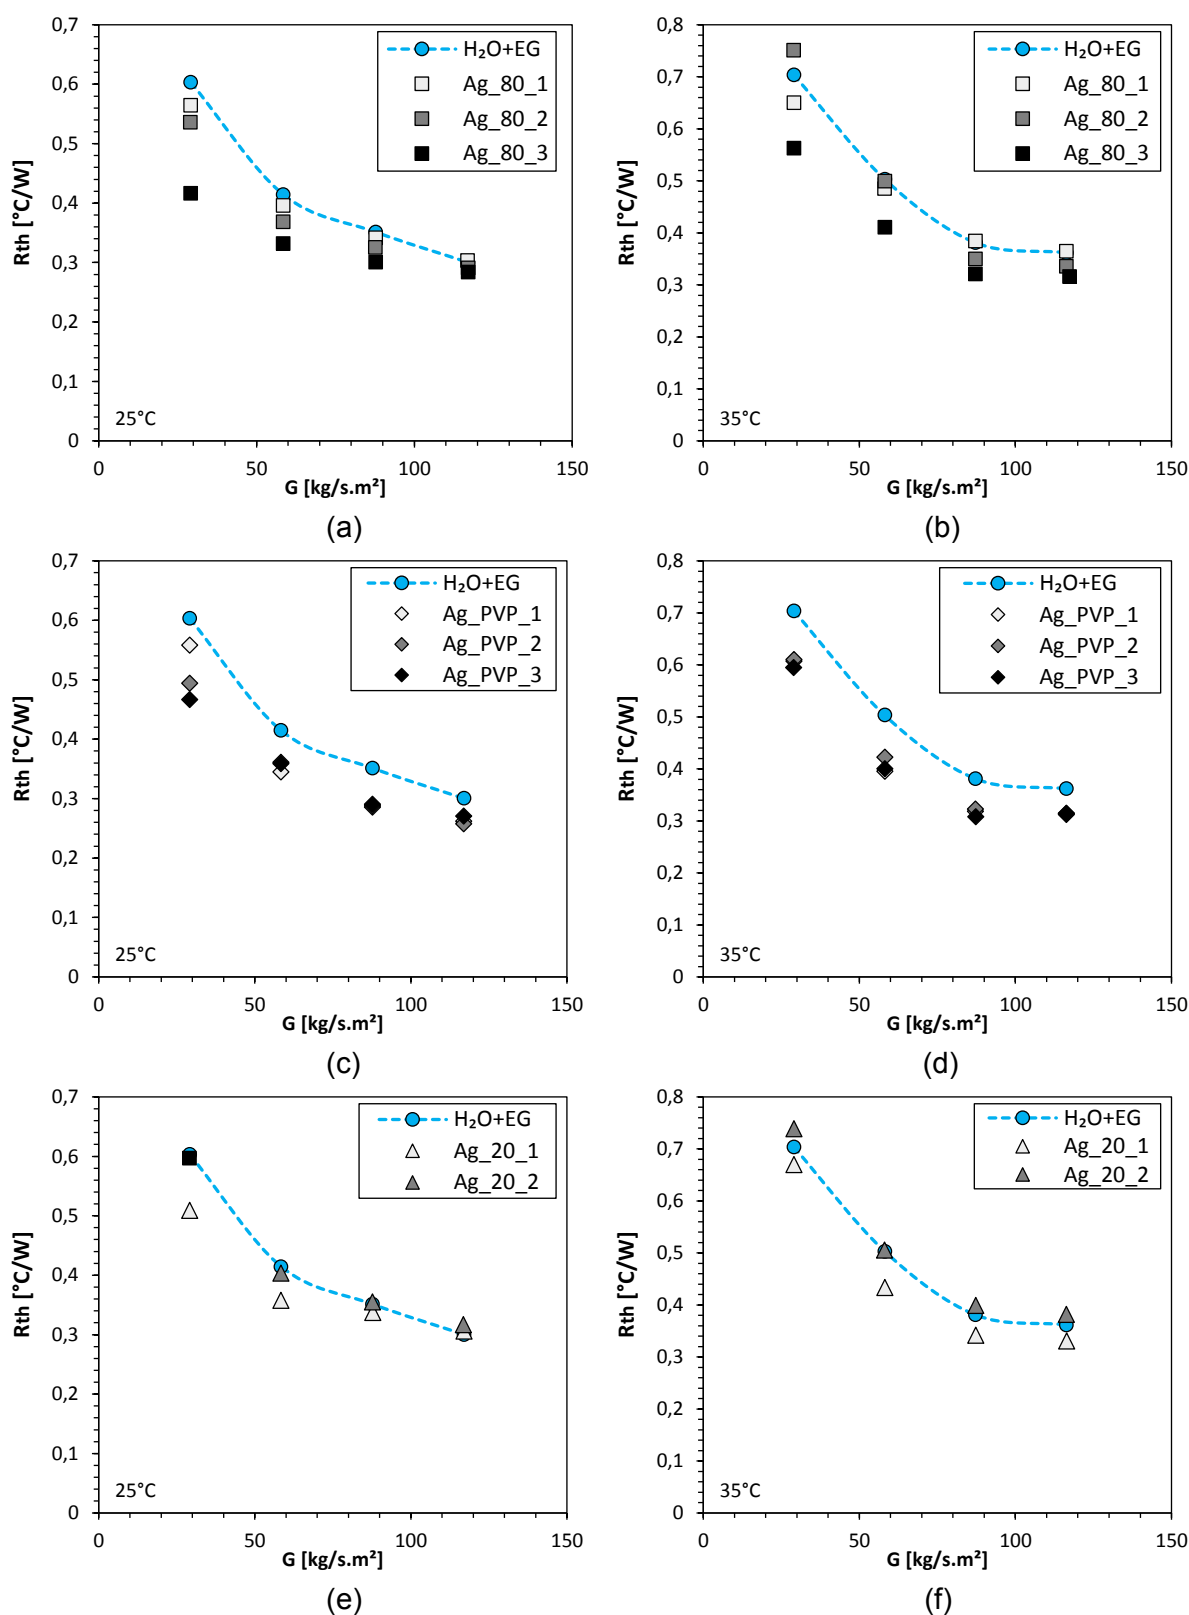 0,7
0,6
0,5
0,4
0,3
0,2
0,1
0
Rth [°C/W]
H₂O+EG
Ag_80_1
Ag_80_2
Ag_80_3
25°C
0 50 100 150
G [kg/s.m²]
(a)
0,8
0,7
0,6
0,5
0,4
0,3
0,2
0,1
0
Rth [°C/W]
H₂O+EG
Ag_80_1
Ag_80_2
Ag_80_3
35°C
0 50 100 150
G [kg/s.m²]
(b)
0,7
0,6
0,5
0,4
0,3
0,2
0,1
0
Rth [°C/W]
H₂O+EG
Ag_PVP_1
Ag_PVP_2
Ag_PVP_3
25°C
0 50 100 150
G [kg/s.m²]
(c)
0,8
0,7
0,6
0,5
0,4
0,3
0,2
0,1
0
Rth [°C/W]
H₂O+EG
Ag_PVP_1
Ag_PVP_2
Ag_PVP_3
35°C
0 50 100 150
G [kg/s.m²]
(d)
0,7
0,6
0,5
0,4
0,3
0,2
0,1
0
Rth [°C/W]
H₂O+EG
Ag_20_1
Ag_20_2
25°C
0 50 100 150
G [kg/s.m²]
(e)
0,8
0,7
0,6
0,5
0,4
0,3
0,2
0,1
0
Rth [°C/W]
H₂O+EG
Ag_20_1
Ag_20_2
35°C
0 50 100 150
G [kg/s.m²]
(f)